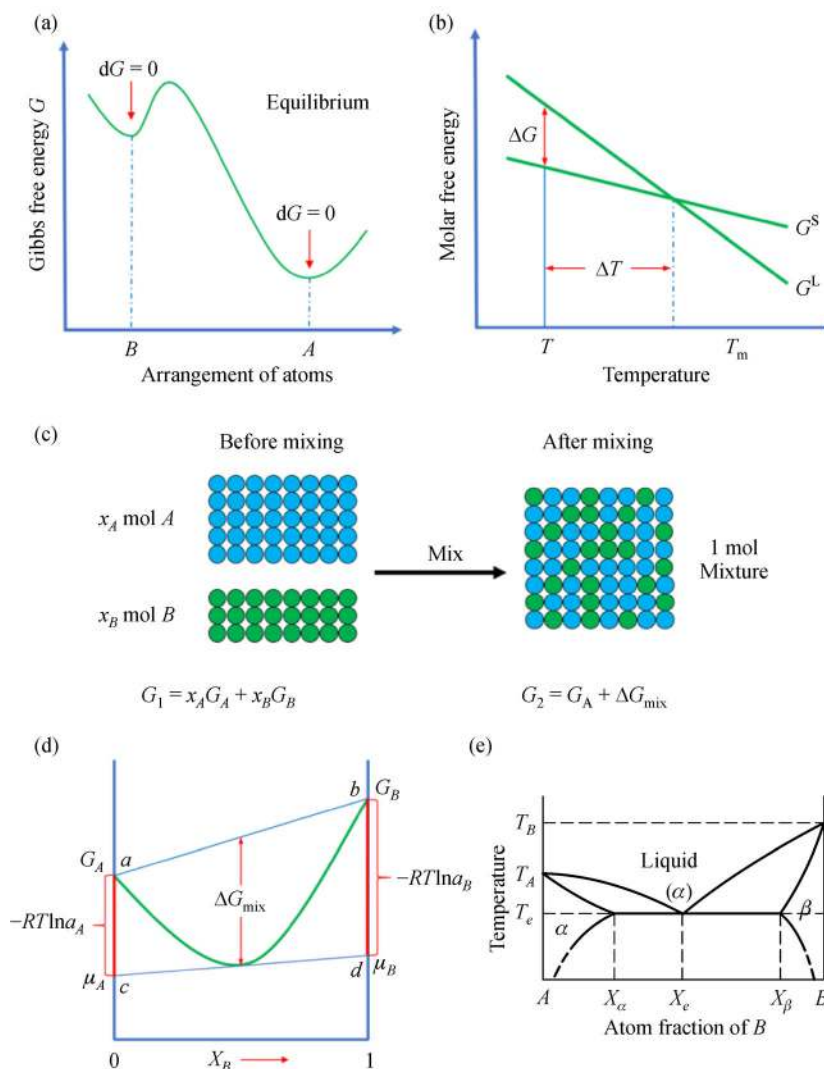 (a)
dG = 0
Equilibrium
dG = 0
Gibbs free energy G
B
A
Arrangement of atoms
(b)
Molar free energy
ΔG
ΔT
G^S
G^L
T
T_m
Temperature
(c)
Before mixing
After mixing
x_A mol A
Mix
1 mol
Mixture
x_B mol B
G_1 = x_A G_A + x_B G_B
G_2 = G_A + ΔG_mix
(d)
b
G_B
G_A
a
−RTlna_B
ΔG_mix
−RTlna_A
d
μ_B
μ_A
c
0
X_B
1
(e)
Temperature
T_B
Liquid
T_A
(α)
T_e
α
β
A
X_α
X_e
X_β
B
Atom fraction of B